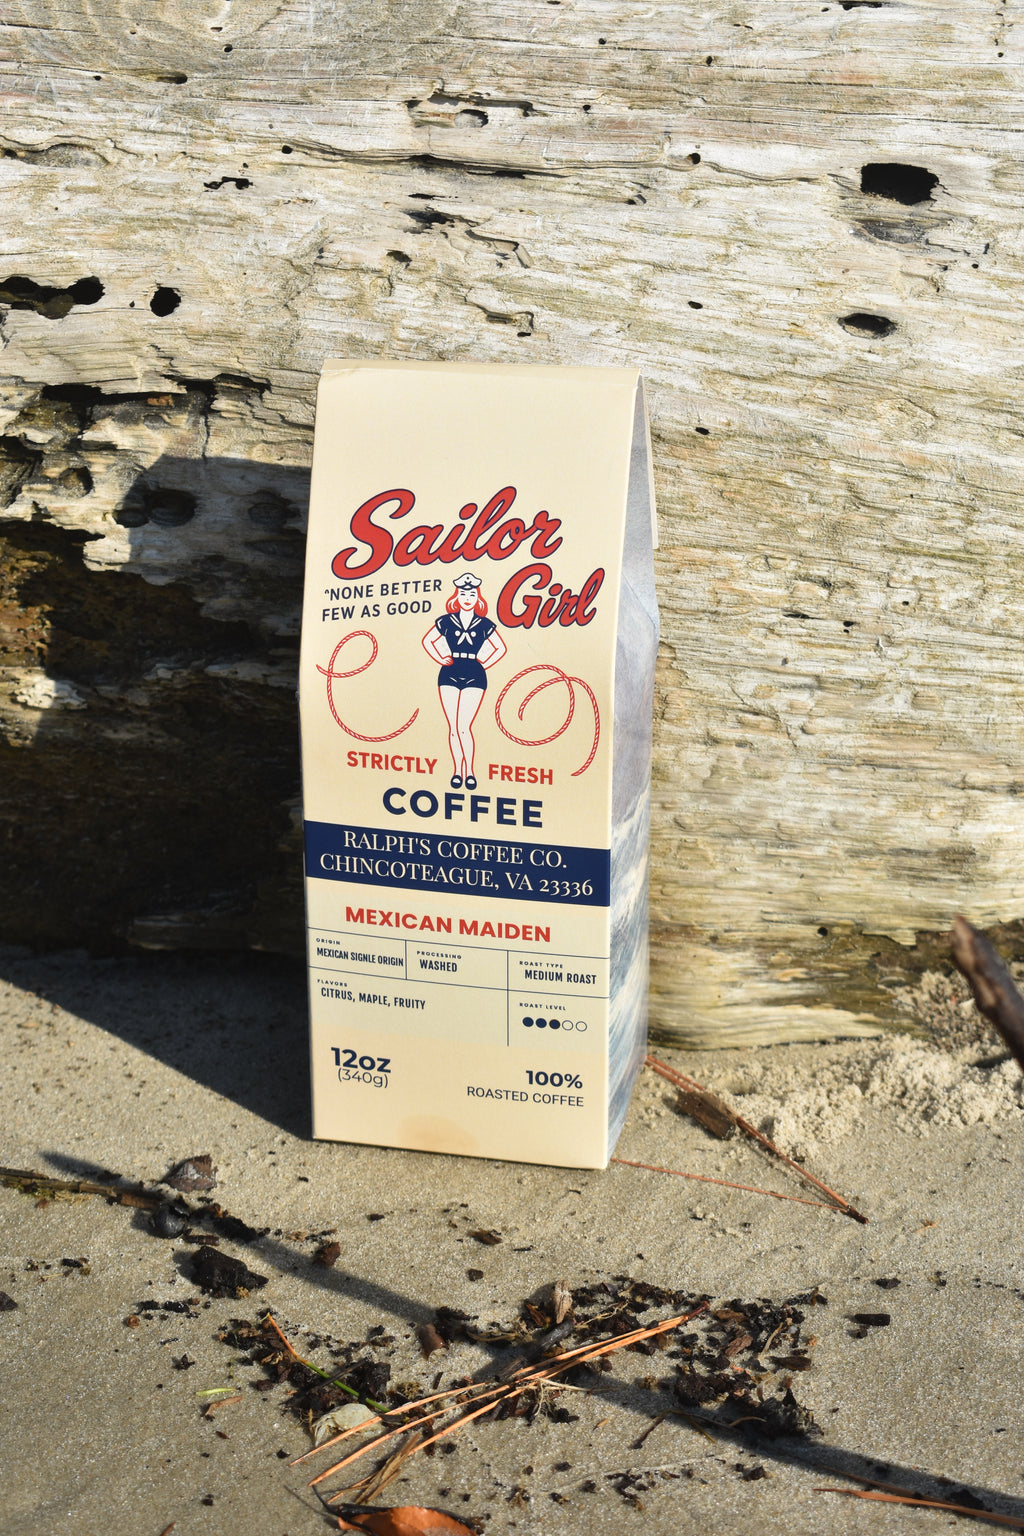 Sailor
Girl
"NONE BETTER
FEW AS GOOD
STRICTLY FRESH
COFFEE
RALPH'S COFFEE CO.
CHINCOTEAGUE, VA 23336
MEXICAN MAIDEN
ORIGIN
MEXICAN SIGNLE ORIGIN
PROCESSING
WASHED
ROAST TYPE
MEDIUM ROAST
FLAVORS
CITRUS, MAPLE, FRUITY
ROAST LEVEL
12oz
(340g)
100%
ROASTED COFFEE